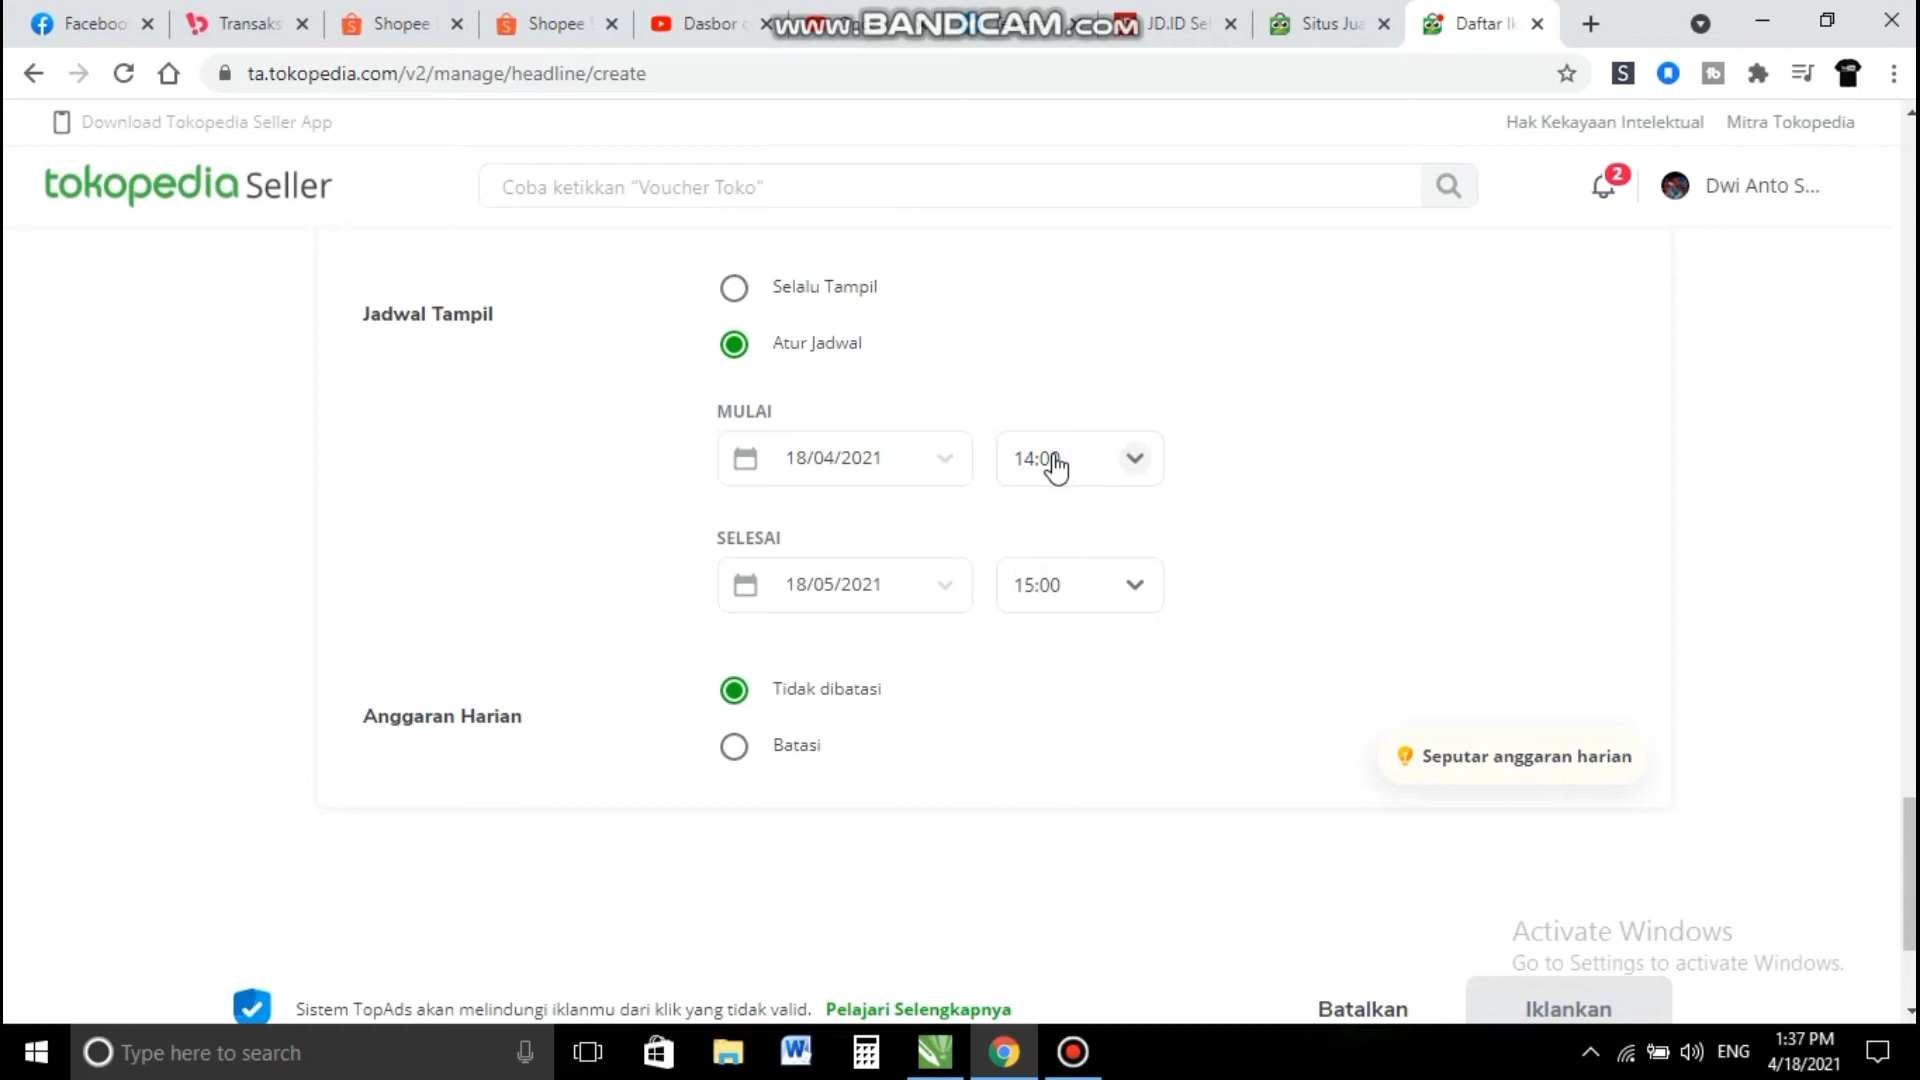 Facebo
Transaks
Shopee
Shopee
Dasbor
www.BANDICAM.com
JD.ID Sel
Situs Jua
Daftar Ik
ta.tokopedia.com/v2/manage/headline/create
Download Tokopedia Seller App
Hak Kekayaan Intelektual
Mitra Tokopedia
tokopedia Seller
Coba ketikkan "Voucher Toko"
2
Dwi Anto S...
Jadwal Tampil
Selalu Tampil
Atur Jadwal
MULAI
18/04/2021
14:00
SELESAI
18/05/2021
15:00
Anggaran Harian
Tidak dibatasi
Batasi
Seputar anggaran harian
Activate Windows
Go to Settings to activate Windows.
Sistem TopAds akan melindungi iklanmu dari klik yang tidak valid. Pelajari Selengkapnya
Batalkan
Iklankan
Type here to search
ENG
1:37 PM
4/18/2021